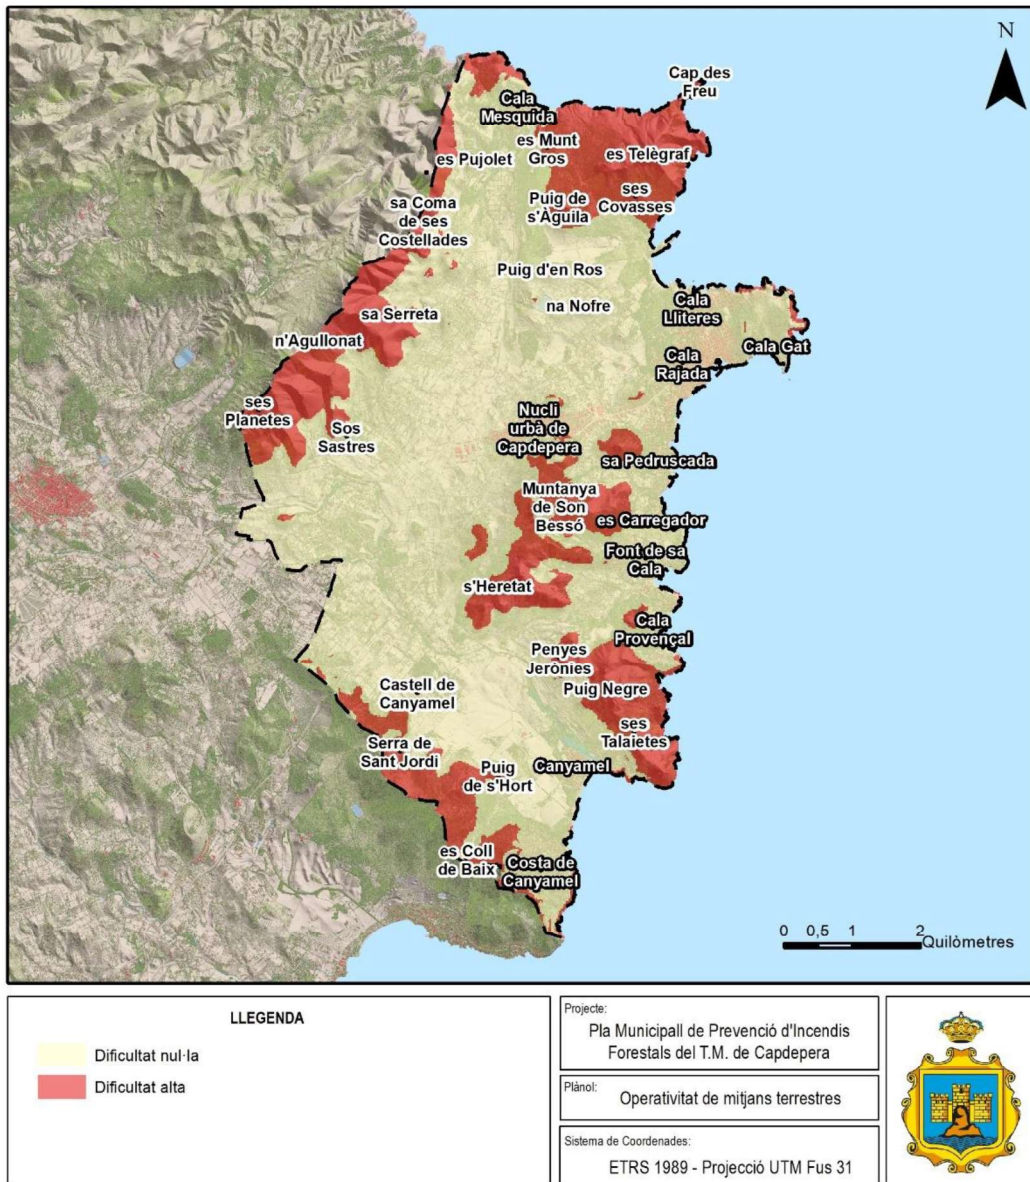 N
Cap des
Freu
Cala
Mesquida
es Munt
Gros
es Pujolet
es Telègraf
ses
Covasses
sa Coma
de ses
Costellades
Puig de
s'Àguila
Puig d'en Ros
na Nofre
Cala
Lliteres
sa Serreta
n'Agullonat
Cala Gat
Cala
Rajada
ses
Planetes
Sos
Sastres
Nucli
urbà de
Capdepera
sa Pedruscada
Muntanya
de Son
Bessó
es Carregador
Font de sa
Cala
s'Heretat
Cala
Provençal
Penyes
Jerònies
Castell de
Canyamel
Puig Negre
ses
Talaietes
Serra de
Sant Jordi
Puig
de s'Hort
Canyamel
es Coll
de Baix
Costa de
Canyamel
0 0,5 1 2
Quilòmetres
LLEGENDA
Dificultat nul·la
Dificultat alta
Projecte:
Pla Municipall de Prevenció d'Incendis
Forestals del T.M. de Capdepera
Plànol:
Operativitat de mitjans terrestres
Sistema de Coordenades:
ETRS 1989 - Projecció UTM Fus 31